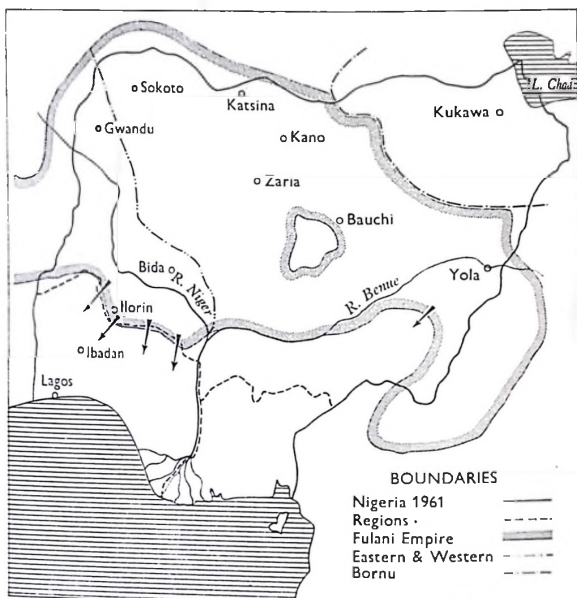 L. Chad
Sokoto
Katsina
Kukawa
Gwandu
Kano
Zaria
Bauchi
Bida
R. Niger
R. Benue
Yola
Ilorin
Ibadan
Lagos
BOUNDARIES
Nigeria 1961
Regions
Fulani Empire
Eastern & Western
Bornu